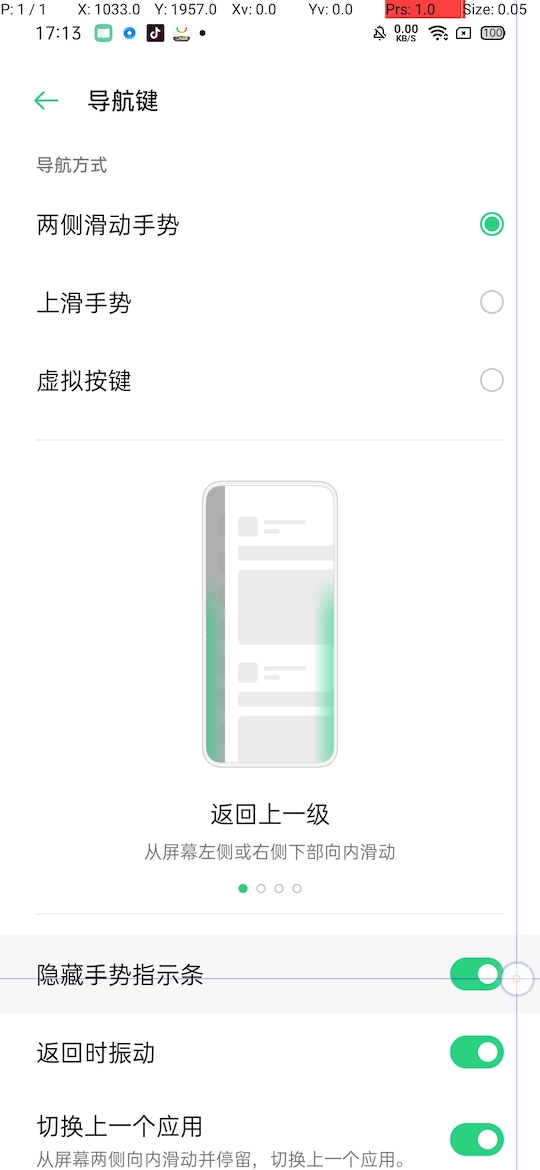 P: 1 / 1 X: 1033.0 Y: 1957.0 Xv: 0.0 Yv: 0.0 Prs: 1.0 Size: 0.05
17:13 0.00 KB/S 100
导航键
导航方式
两侧滑动手势
上滑手势
虚拟按键
返回上一级
从屏幕左侧或右侧下部向内滑动
隐藏手势指示条
返回时振动
切换上一个应用
从屏幕两侧向内滑动并停留，切换上一个应用。